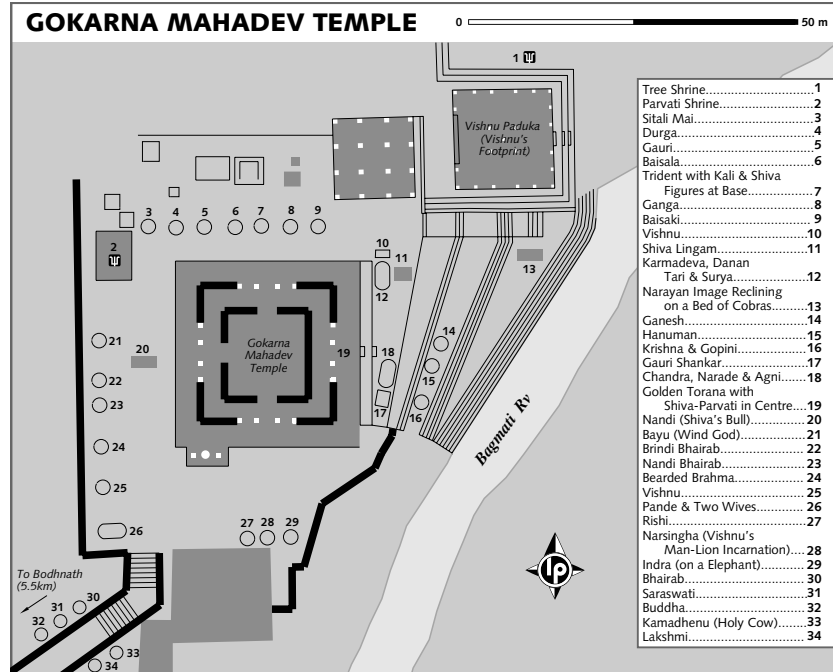 GOKARNA MAHADEV TEMPLE
0 50 m
1
Vishnu Paduka
(Vishnu's
Footprint)
3 4 5 6 7 8 9
2
10
11
12
13
Gokarna
Mahadev
Temple
19
14
15
16
17
18
20
21
22
23
24
25
26
27 28 29
Bagmati Rv
lp
To Bodhnath
(5.5km)
30
31
32
33
34
Tree Shrine..............................1
Parvati Shrine..........................2
Sitali Mai..................................3
Durga.......................................4
Gauri........................................5
Baisala......................................6
Trident with Kali & Shiva
Figures at Base..................7
Ganga.......................................8
Baisaki......................................9
Vishnu.....................................10
Shiva Lingam..........................11
Karmadeva, Danan
Tari & Surya.....................12
Narayan Image Reclining
on a Bed of Cobras..........13
Ganesh....................................14
Hanuman................................15
Krishna & Gopini....................16
Gauri Shankar.........................17
Chandra, Narade & Agni........18
Golden Torana with
Shiva-Parvati in Centre....19
Nandi (Shiva's Bull)................20
Bayu (Wind God)....................21
Brindi Bhairab.........................22
Nandi Bhairab.........................23
Bearded Brahma.....................24
Vishnu.....................................25
Pande & Two Wives................26
Rishi.........................................27
Narsingha (Vishnu's
Man-Lion Incarnation)....28
Indra (on a Elephant)..............29
Bhairab....................................30
Saraswati.................................31
Buddha....................................32
Kamadhenu (Holy Cow).........33
Lakshmi...................................34